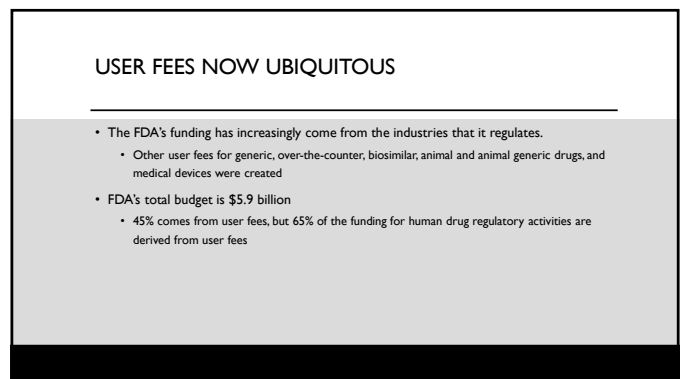 USER FEES NOW UBIQUITOUS
• The FDA's funding has increasingly come from the industries that it regulates.
• Other user fees for generic, over-the-counter, biosimilar, animal and animal generic drugs, and
medical devices were created
• FDA's total budget is $5.9 billion
• 45% comes from user fees, but 65% of the funding for human drug regulatory activities are
derived from user fees